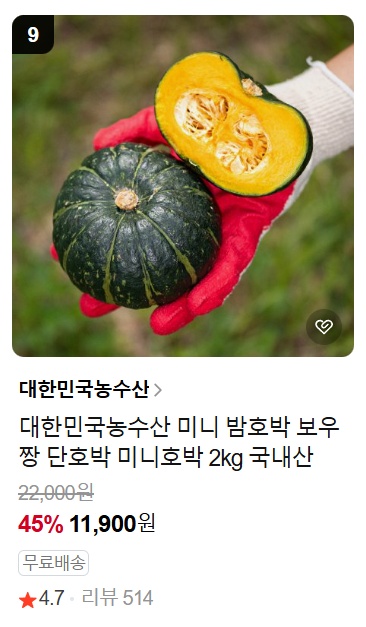 9
대한민국농수산
대한민국농수산 미니 밤호박 보우
짱 단호박 미니호박 2kg 국내산
22,000원
45% 11,900원
무료배송
4.7 · 리뷰 514